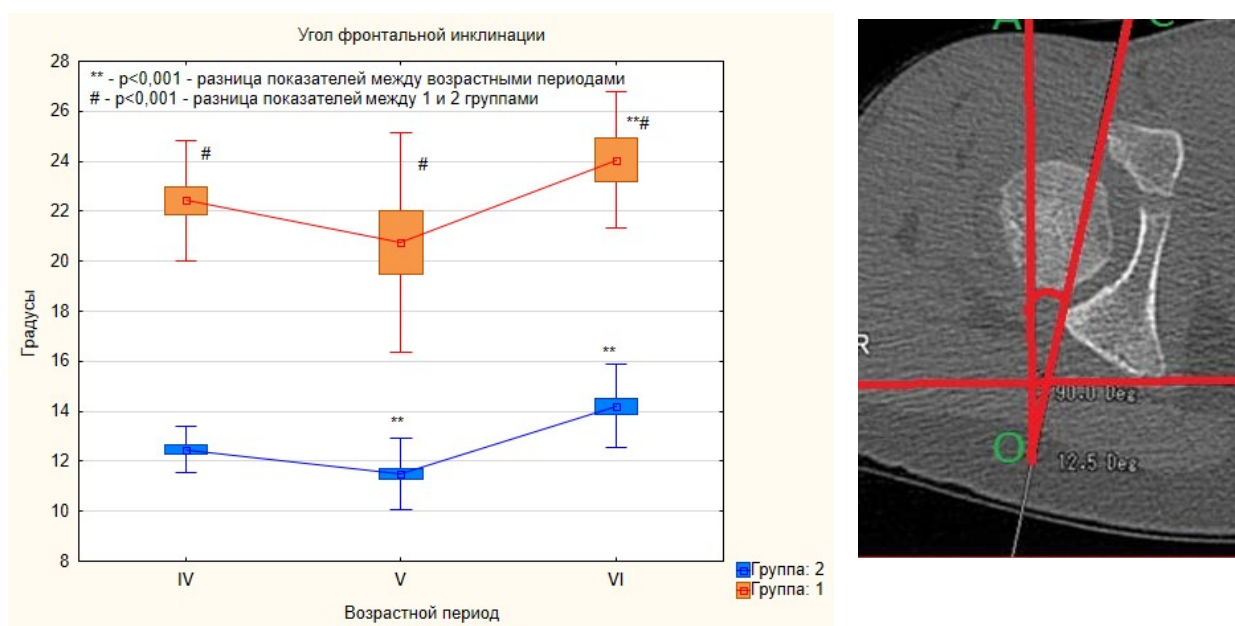 Угол фронтальной инклинации
** - p<0,001 - разница показателей между возрастными периодами
# - p<0,001 - разница показателей между 1 и 2 группами
28
26
24
22
20
18
16
14
12
10
8
Градусы
#
#
**#
**
**
IV
V
VI
Возрастной период
Группа: 2
Группа: 1
A
C
R
90.0 Deg
O
12.5 Deg